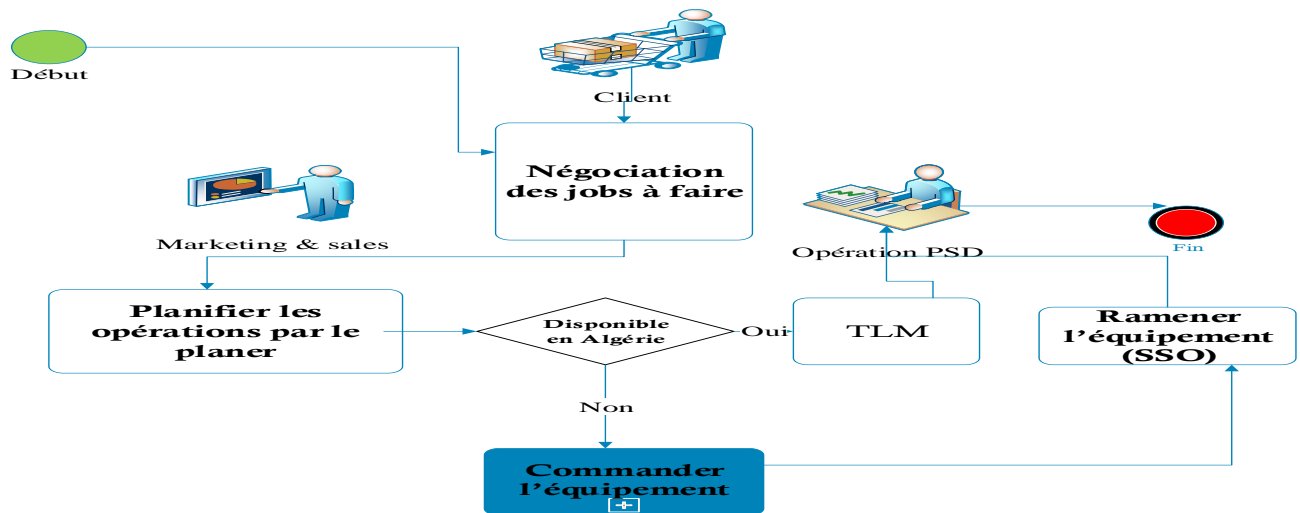 Début
Client
Négociation
des jobs à faire
Marketing & sales
Opération PSD
Fin
Planifier les
opérations par le
planer
Disponible
en Algérie
Oui
TLM
Ramener
l’équipement
(SSO)
Non
Commander
l’équipement